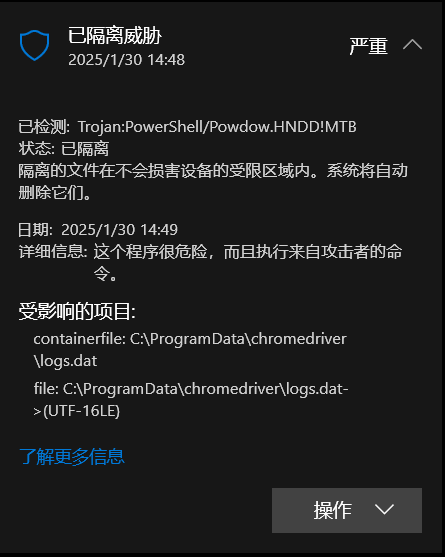 已隔离威胁
严重
2025/1/30 14:48
已检测: Trojan:PowerShell/Powdow.HNDD!MTB
状态: 已隔离
隔离的文件在不会损害设备的受限区域内。系统将自动
删除它们。
日期: 2025/1/30 14:49
详细信息: 这个程序很危险，而且执行来自攻击者的命
令。
受影响的项目:
containerfile: C:\ProgramData\chromedriver
\logs.dat
file: C:\ProgramData\chromedriver\logs.dat-
>(UTF-16LE)
了解更多信息
操作